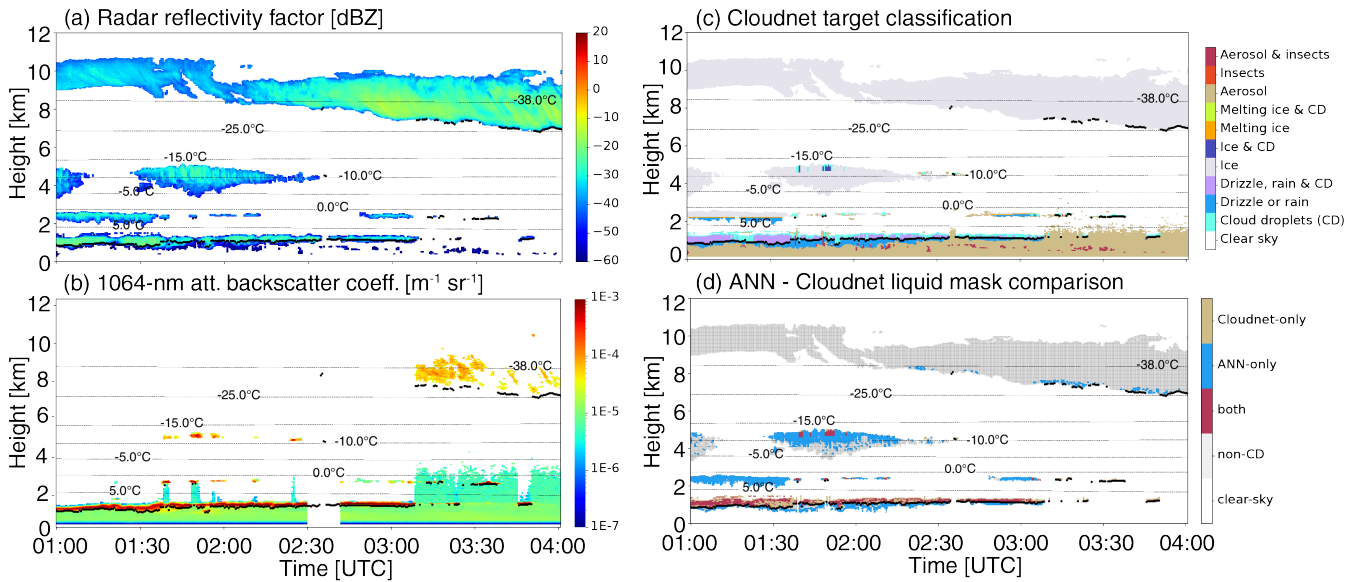 (a) Radar reflectivity factor [dBZ]
12
10
8
6
4
2
0
Height [km]
-38.0°C
-25.0°C
-15.0°C
-10.0°C
-5.0°C
0.0°C
5.0°C
20
10
0
−10
−20
−30
−40
−50
−60
(c) Cloudnet target classification
12
10
8
6
4
2
0
Height [km]
-38.0°C
-25.0°C
-15.0°C
-10.0°C
-5.0°C
0.0°C
5.0°C
Aerosol & insects
Insects
Aerosol
Melting ice & CD
Melting ice
Ice & CD
Ice
Drizzle, rain & CD
Drizzle or rain
Cloud droplets (CD)
Clear sky
(b) 1064-nm att. backscatter coeff. [m⁻¹ sr⁻¹]
12
10
8
6
4
2
0
Height [km]
-38.0°C
-25.0°C
-15.0°C
-10.0°C
-5.0°C
0.0°C
5.0°C
01:00 01:30 02:00 02:30 03:00 03:30 04:00
Time [UTC]
1E-3
1E-4
1E-5
1E-6
1E-7
(d) ANN - Cloudnet liquid mask comparison
12
10
8
6
4
2
0
Height [km]
-38.0°C
-25.0°C
-15.0°C
-10.0°C
-5.0°C
0.0°C
5.0°C
01:00 01:30 02:00 02:30 03:00 03:30 04:00
Time [UTC]
Cloudnet-only
ANN-only
both
non-CD
clear-sky